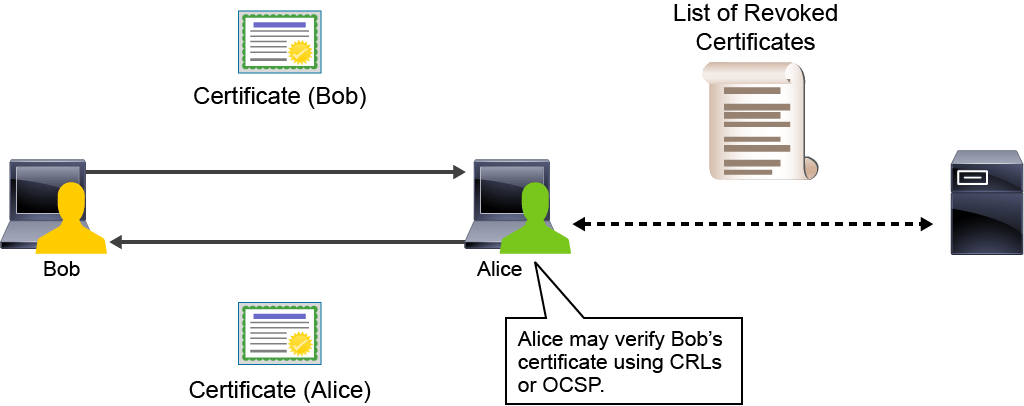 List of Revoked
Certificates
Certificate (Bob)
Bob
Alice
Alice may verify Bob’s
certificate using CRLs
or OCSP.
Certificate (Alice)